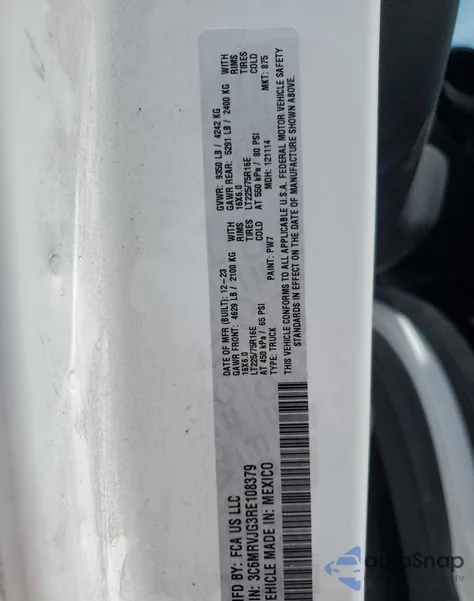 MFD BY: FCA US LLC
VIN: 3C6MRVJG3RE108379
VEHICLE MADE IN: MEXICO
DATE OF MFR (BUILT): 12-23
GVWR: 9350 LB / 4242 KG
GAWR FRONT: 4629 LB / 2100 KG WITH
16X6.0 RIMS
LT225/75R16E TIRES
AT 450 kPa / 65 PSI COLD
GAWR REAR: 5291 LB / 2400 KG WITH
16X6.0 RIMS
LT225/75R16E TIRES
AT 550 kPa / 80 PSI COLD
TYPE: TRUCK PAINT: PW7 MDH: 121114 MKT: 875
THIS VEHICLE CONFORMS TO ALL APPLICABLE U.S.A. FEDERAL MOTOR VEHICLE SAFETY
STANDARDS IN EFFECT ON THE DATE OF MANUFACTURE SHOWN ABOVE.
autoSnap